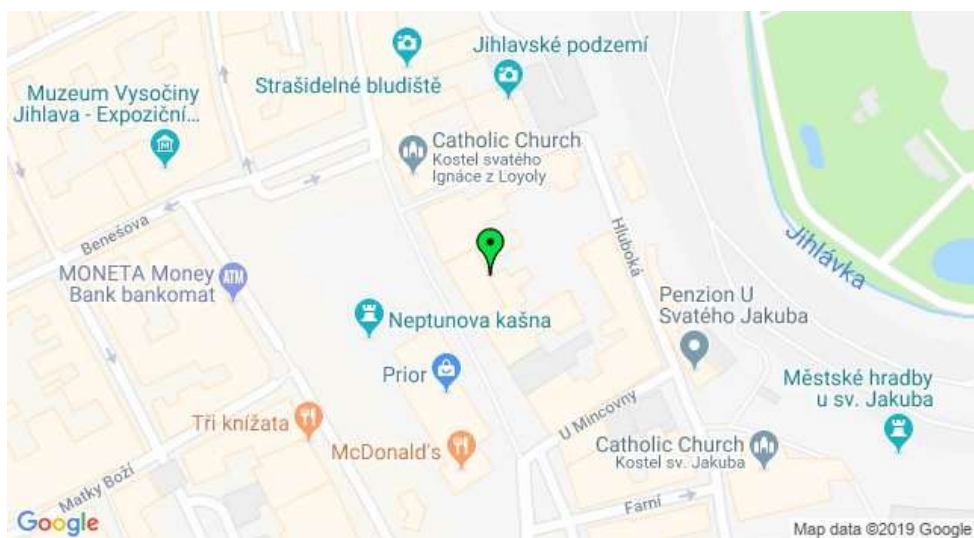 Jihlavské podzemí
Strašidelné bludiště
Muzeum Vysočiny
Jihlava - Expoziční...
Catholic Church
Kostel svatého
Ignáce z Loyoly
Benešova
Hluboká
Jihlávka
MONETA Money
Bank bankomat
ATM
Neptunova kašna
Penzion U
Svatého Jakuba
Prior
Městské hradby
u sv. Jakuba
Tři knížata
U Mincovny
McDonald's
Catholic Church
Kostel sv. Jakuba
Matky Boží
Farní
Google
Map data ©2019 Google